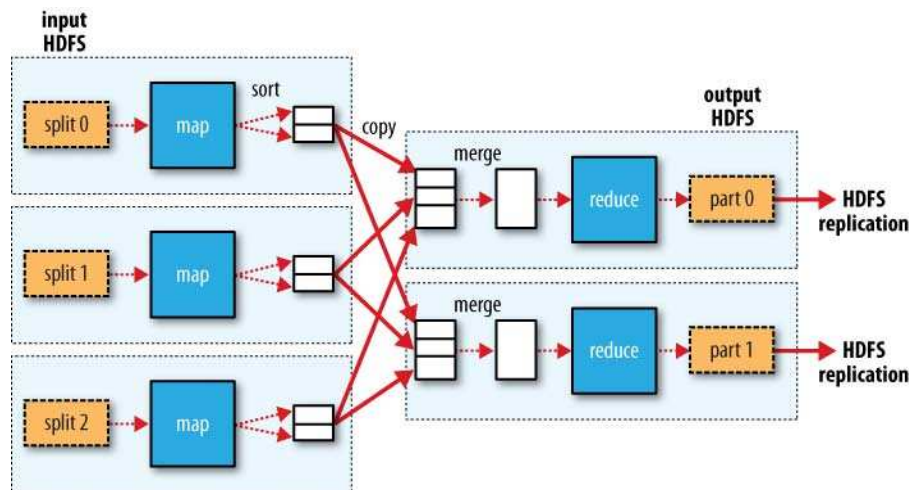 input
HDFS
split 0
map
sort
copy
split 1
map
split 2
map
output
HDFS
merge
reduce
part 0
HDFS
replication
merge
reduce
part 1
HDFS
replication